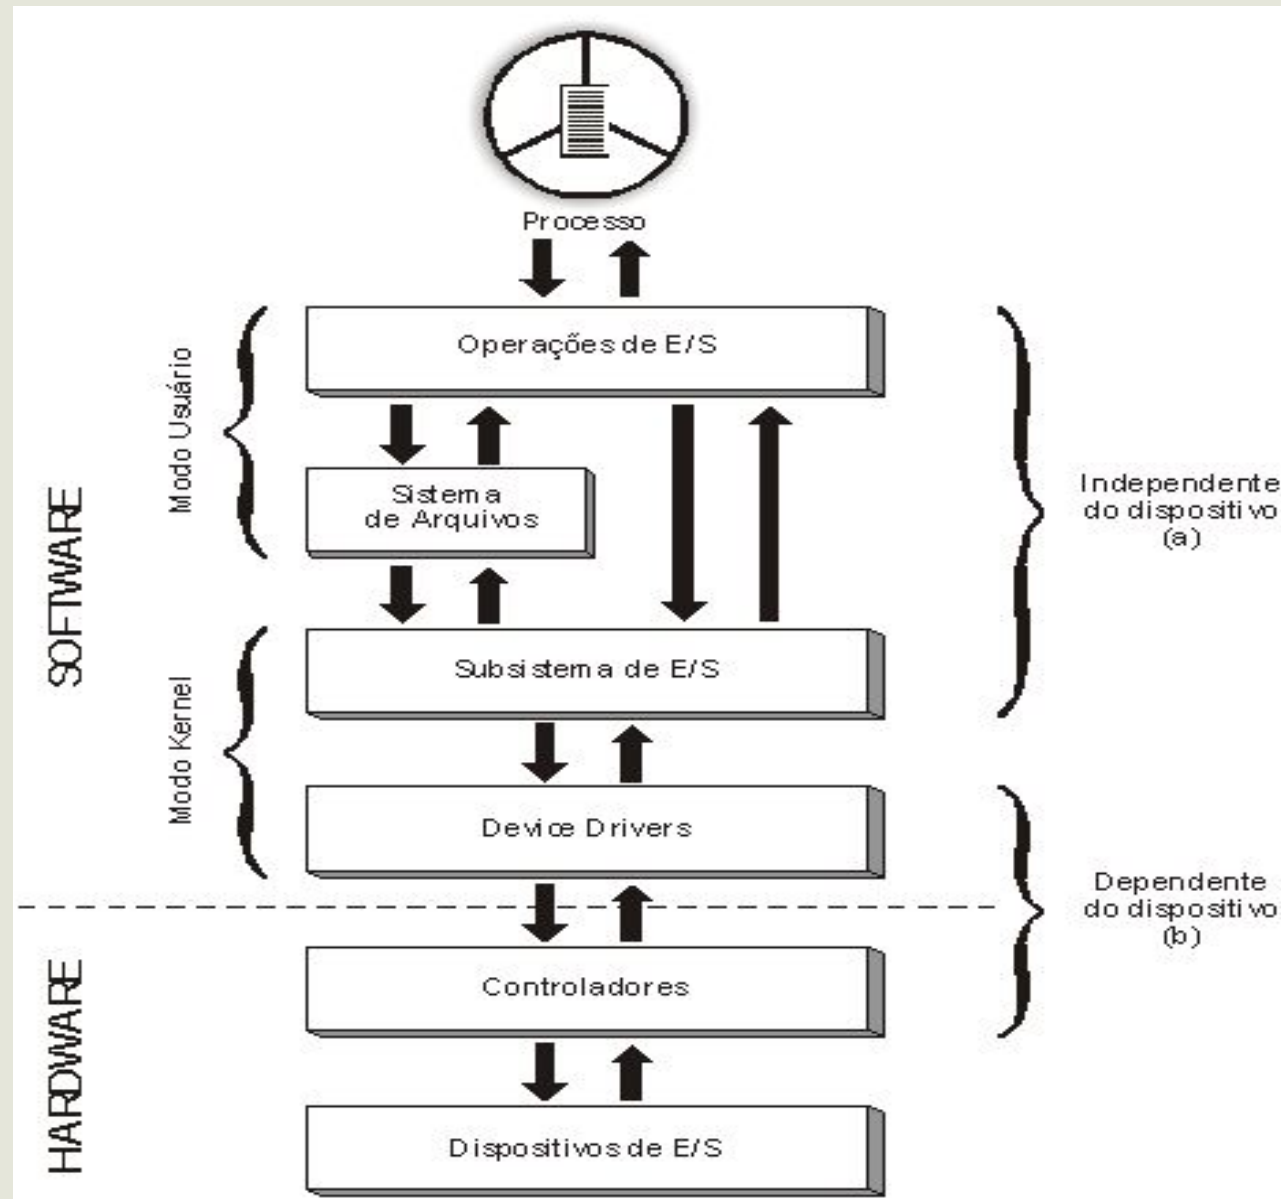 Processo
Operações de E/S
Modo Usuário
Sistema
de Arquivos
Independente
do dispositivo
(a)
SOFTWARE
Subsistema de E/S
Modo Kernel
Device Drivers
Dependente
do dispositivo
(b)
Controladores
HARDWARE
Dispositivos de E/S